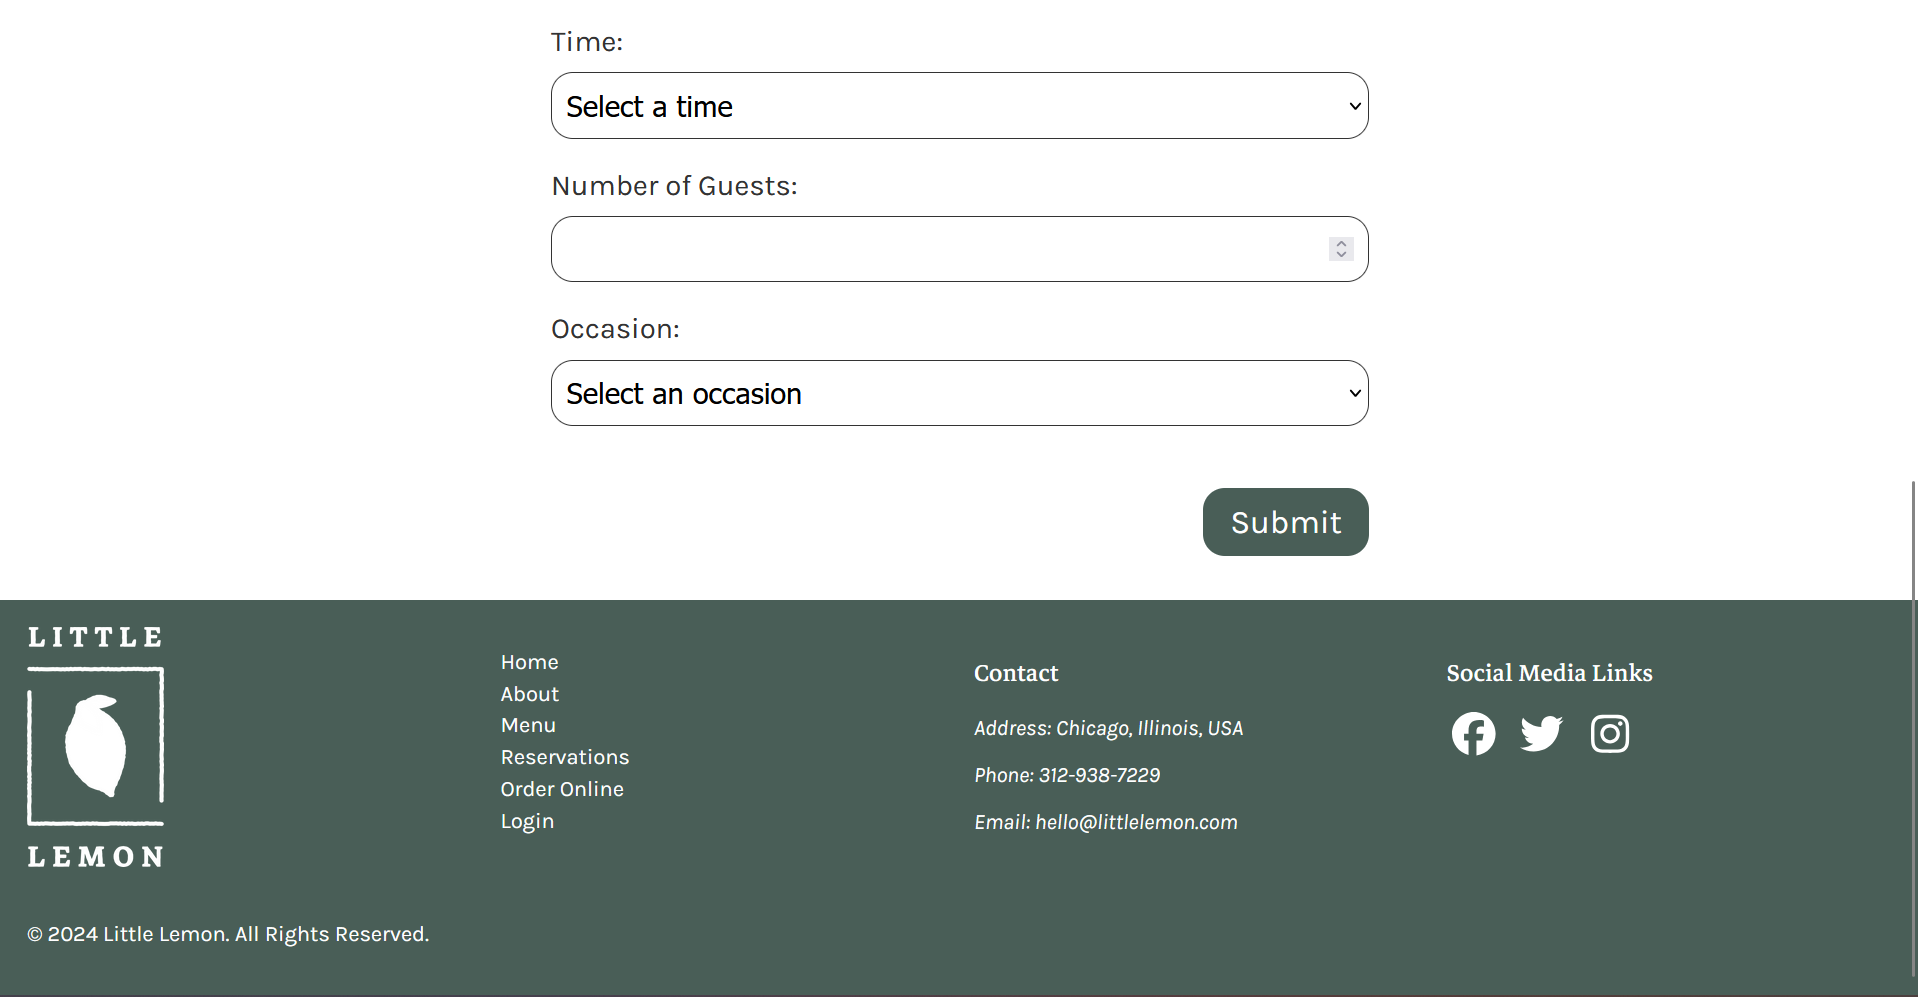 Time:
Select a time
Number of Guests:
Occasion:
Select an occasion
Submit
LITTLE
LEMON
Home
About
Menu
Reservations
Order Online
Login
Contact
Address: Chicago, Illinois, USA
Phone: 312-938-7229
Email: hello@littlelemon.com
Social Media Links
© 2024 Little Lemon. All Rights Reserved.